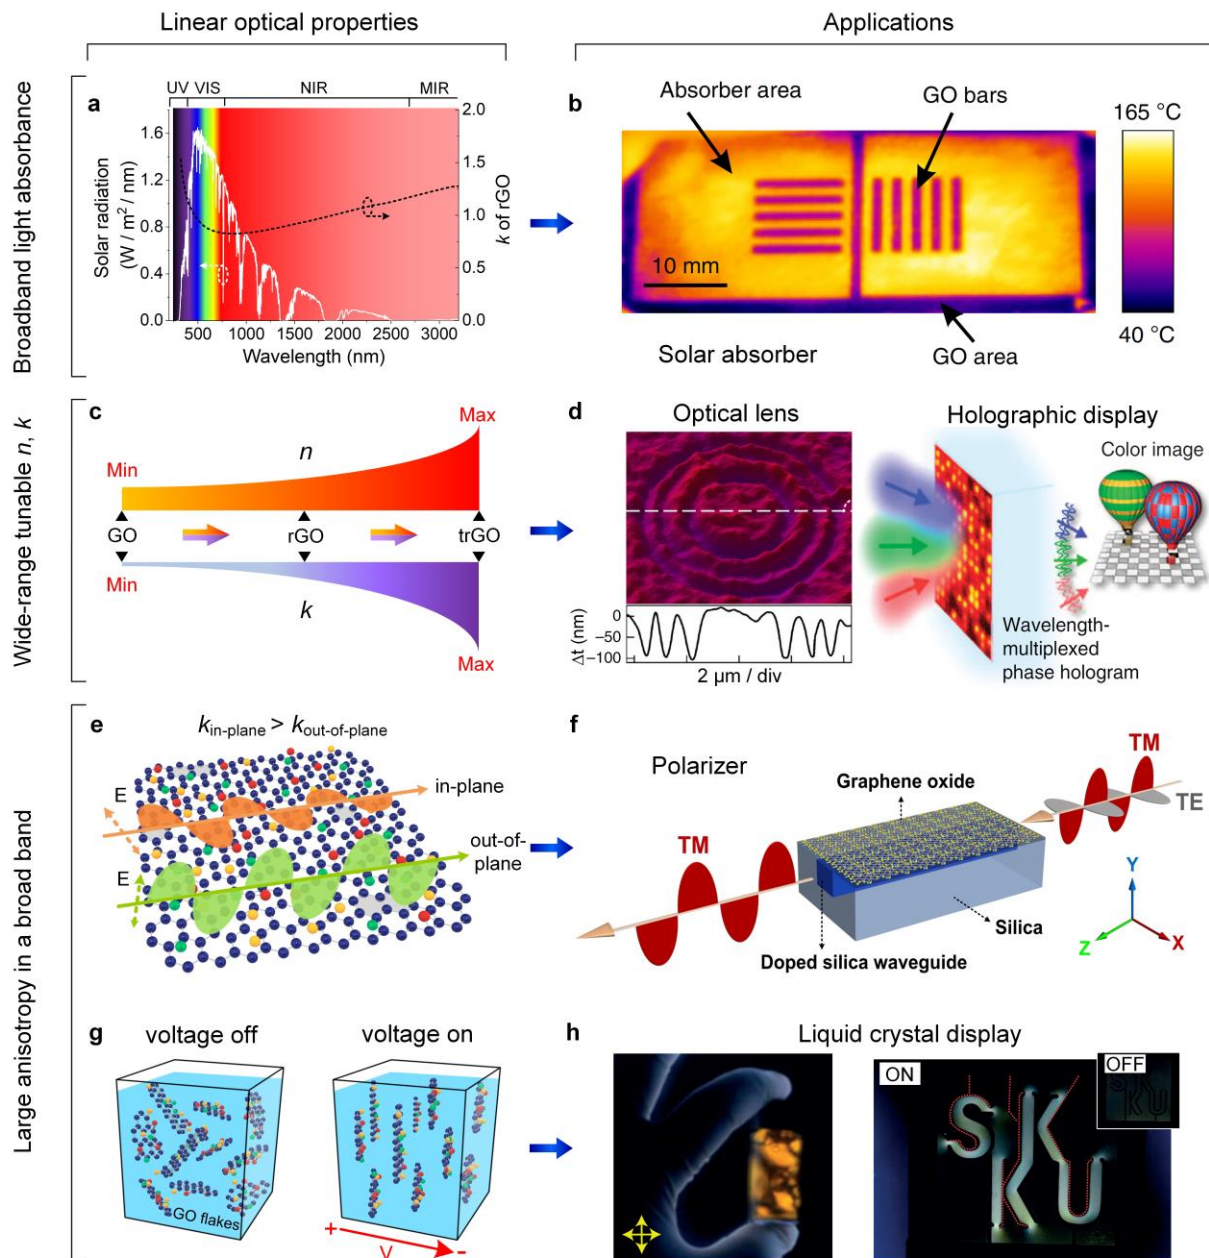 Linear optical properties
Applications
Broadband light absorbance
a
UV VIS NIR MIR
2.0
1.5
1.0
0.5
0.0
k of rGO
1.6
1.2
0.8
0.4
0.0
Solar radiation
(W / m² / nm)
500 1000 1500 2000 2500 3000
Wavelength (nm)
b
Absorber area
GO bars
10 mm
Solar absorber
GO area
165 °C
40 °C
Wide-range tunable n, k
c
Max
n
Min
GO rGO trGO
Min
k
Max
d
Optical lens
0
−50
−100
Δt (nm)
2 µm / div
Holographic display
Color image
Wavelength-
multiplexed
phase hologram
Large anisotropy in a broad band
e
k in-plane > k out-of-plane
E
in-plane
E
out-of-
plane
f
Polarizer
Graphene oxide
TM
TE
TM
Silica
Doped silica waveguide
Y
Z
X
g
voltage off
voltage on
GO flakes
+ V -
h
Liquid crystal display
ON
SKKU
OFF
SKKU